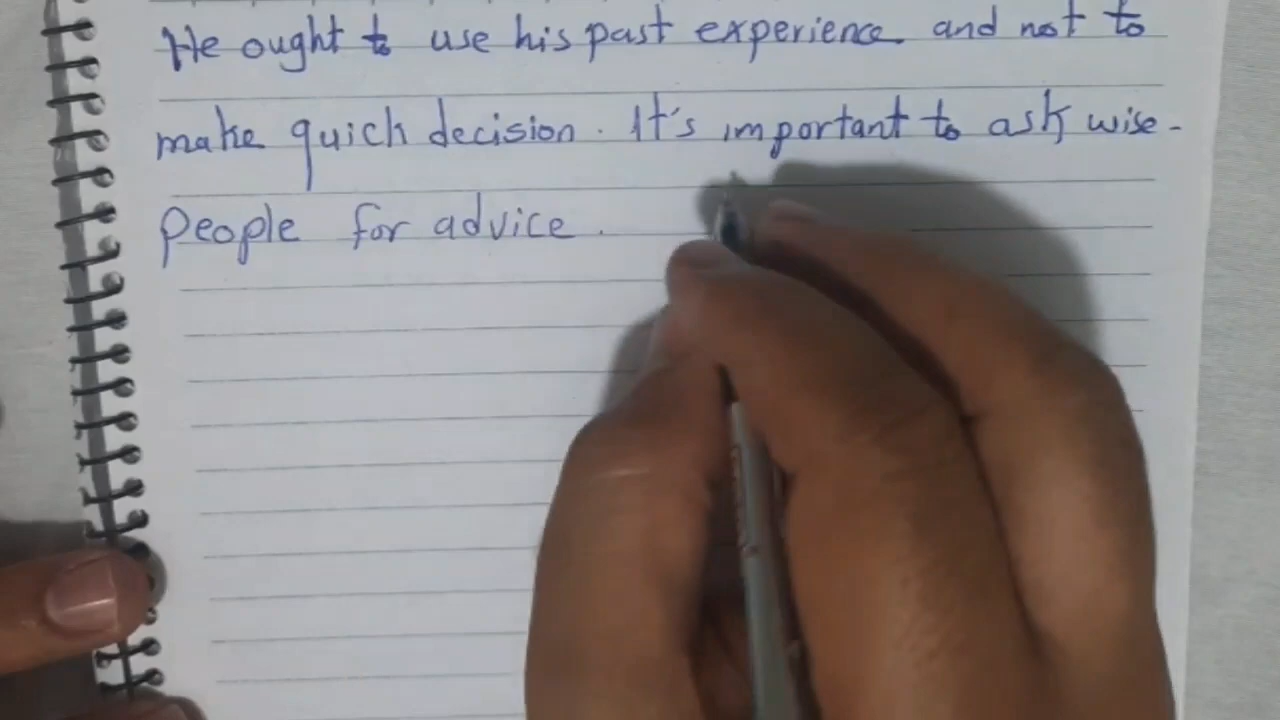 He ought to use his past experience and not to
make quick decision. It's important to ask wise-
people for advice.